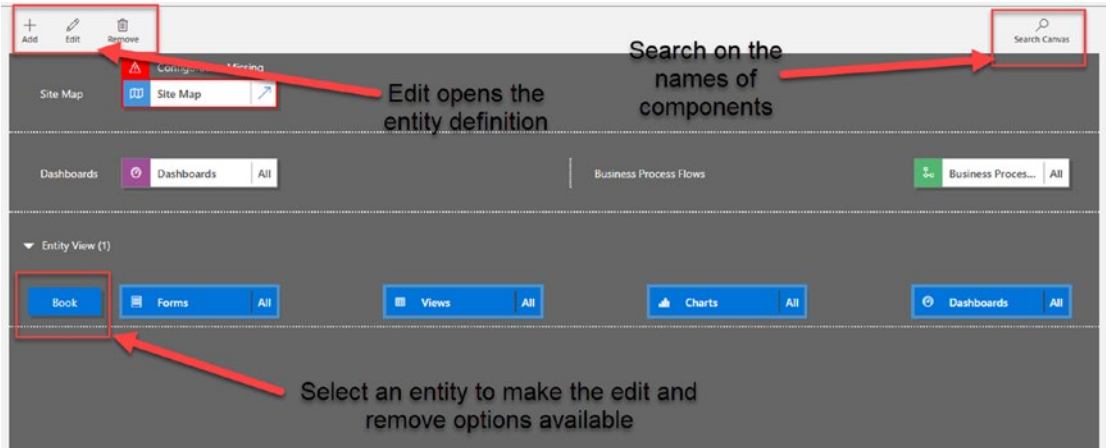 Add Edit Remove
Search Canvas
Search on the
names of
components
Missing
Site Map
Site Map
Edit opens the
entity definition
Dashboards
Dashboards All
Business Process Flows
Business Proces... All
Entity View (1)
Book
Forms All
Views All
Charts All
Dashboards All
Select an entity to make the edit and
remove options available